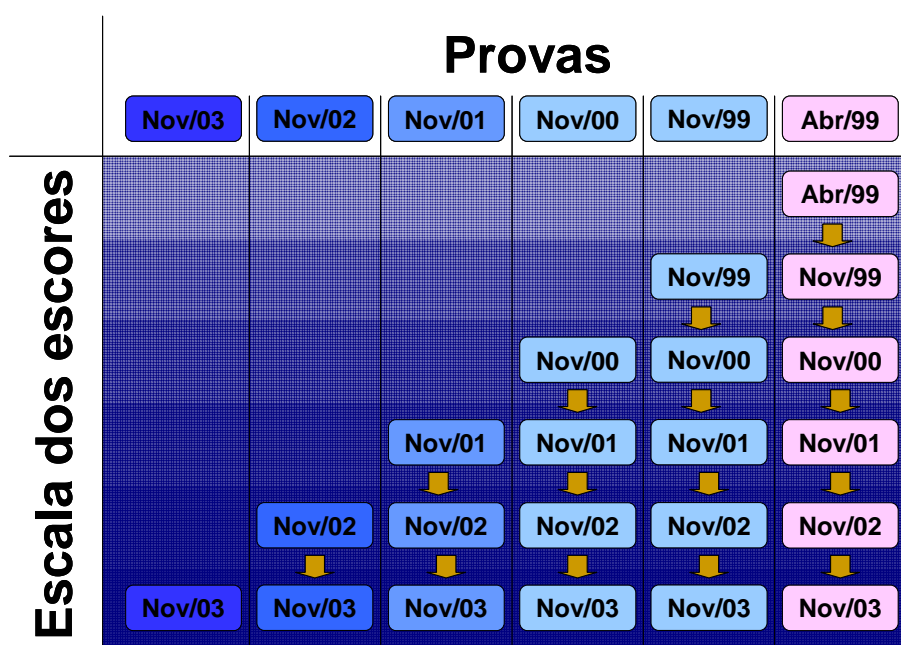 Provas
Nov/03 Nov/02 Nov/01 Nov/00 Nov/99 Abr/99
Escala dos escores
Abr/99
Nov/99 Nov/99
Nov/00 Nov/00 Nov/00
Nov/01 Nov/01 Nov/01 Nov/01
Nov/02 Nov/02 Nov/02 Nov/02 Nov/02
Nov/03 Nov/03 Nov/03 Nov/03 Nov/03 Nov/03